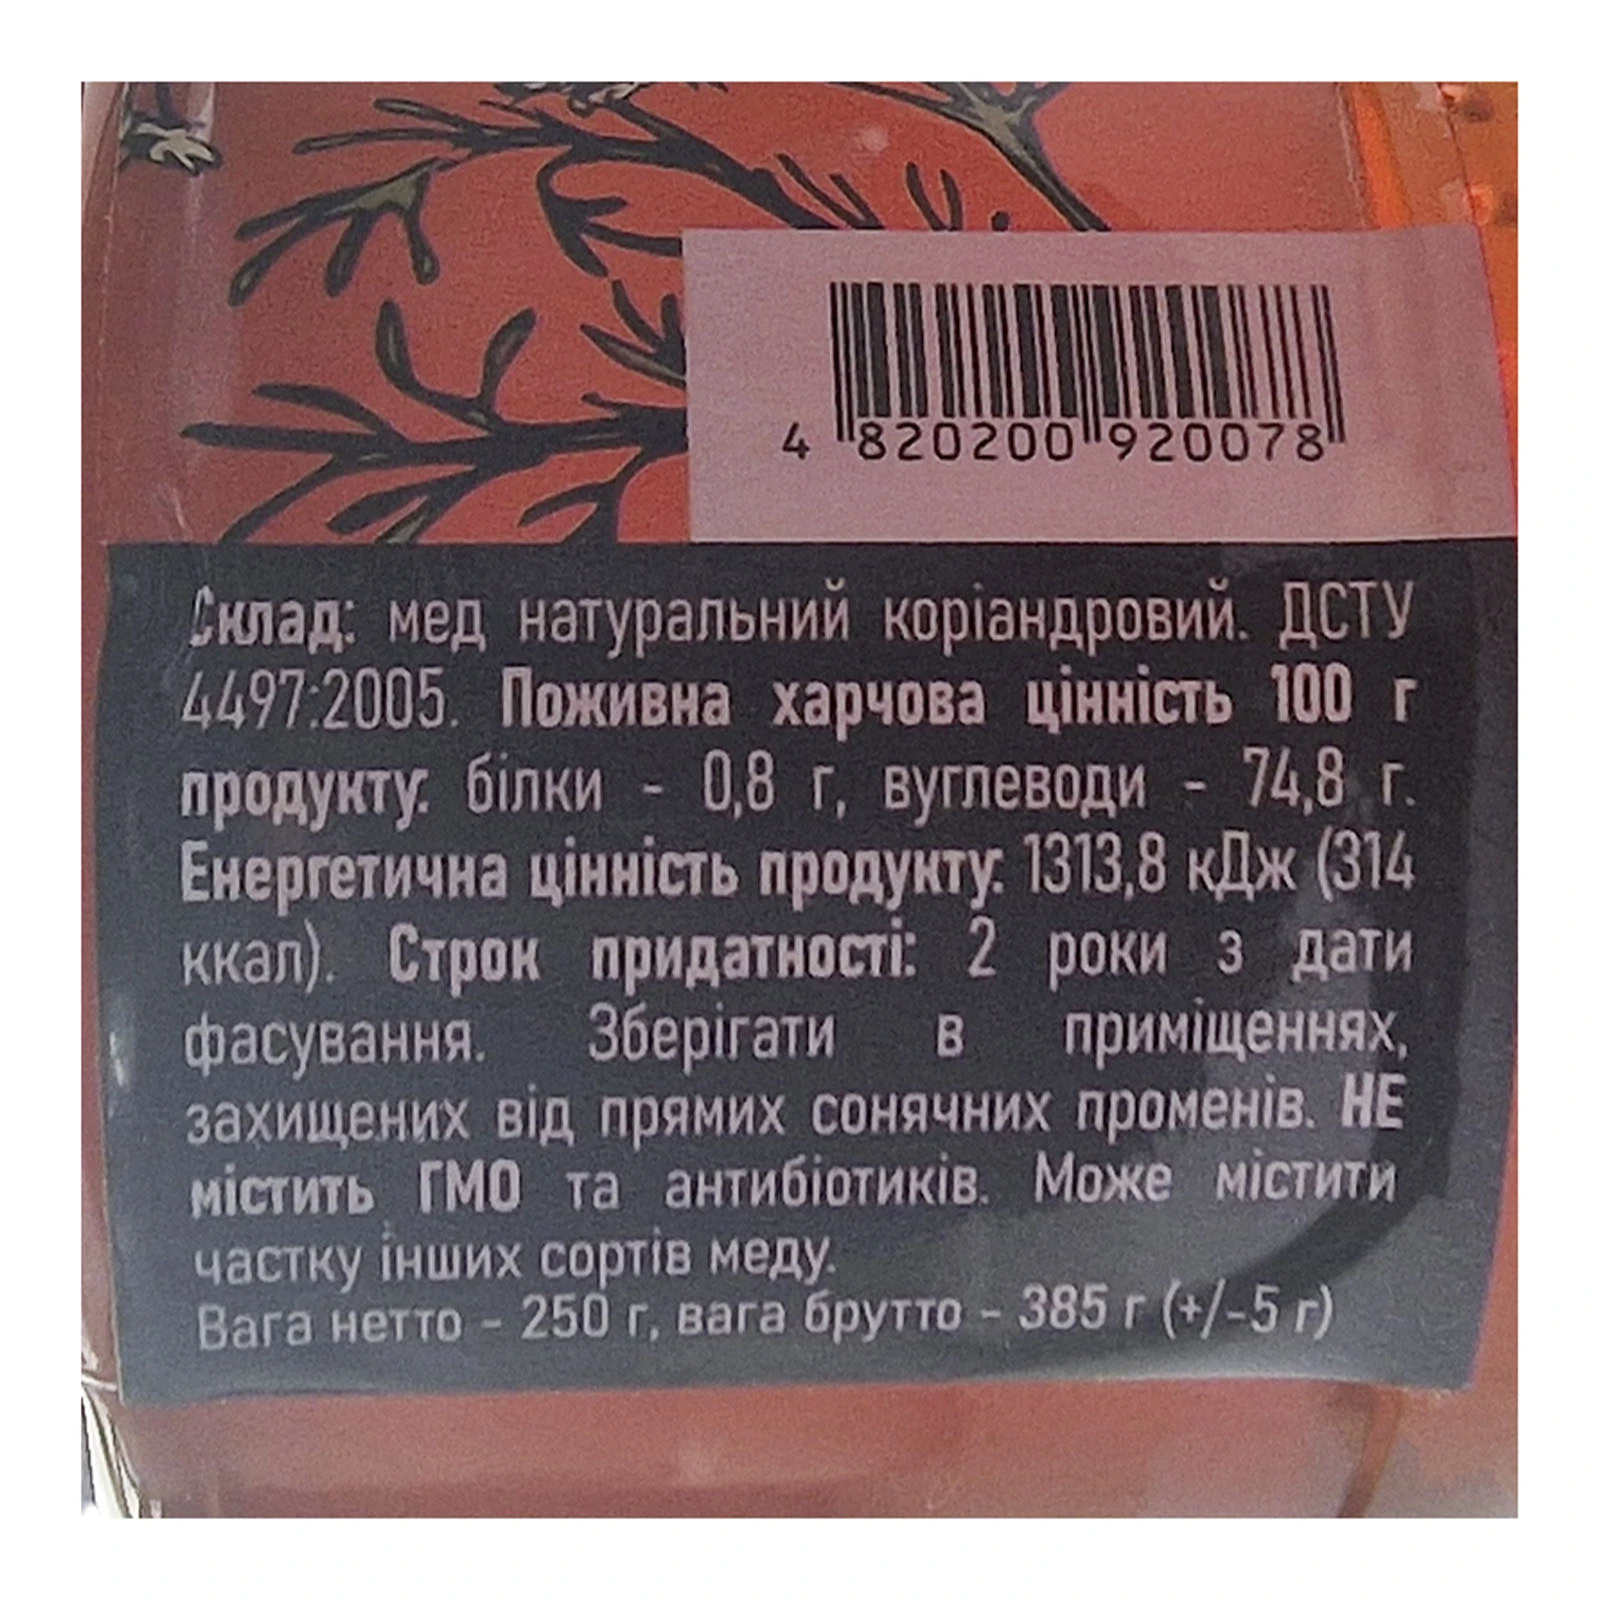 4 820200 920078
Склад: мед натуральний коріандровий. ДСТУ
4497:2005. Поживна харчова цінність 100 г
продукту: білки - 0,8 г, вуглеводи - 74,8 г.
Енергетична цінність продукту: 1313,8 кДж (314
ккал). Строк придатності: 2 роки з дати
фасування. Зберігати в приміщеннях,
захищених від прямих сонячних променів. НЕ
містить ГМО та антибіотиків. Може містити
частку інших сортів меду.
Вага нетто - 250 г, вага брутто - 385 г (+/-5 г)